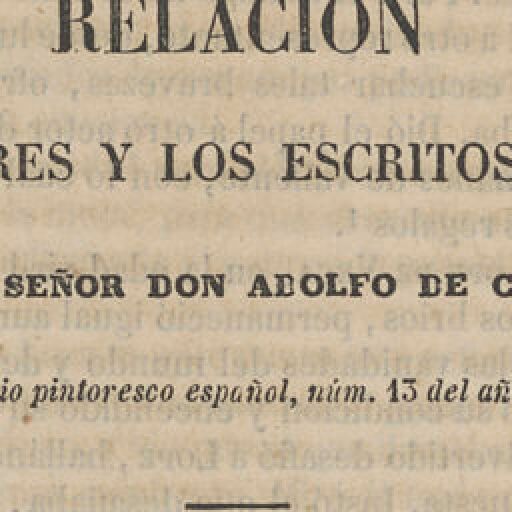 RELACION
RES Y LOS ESCRITOS
SEÑOR DON ADOLFO DE C
io pintoresco español, núm. 13 del añ